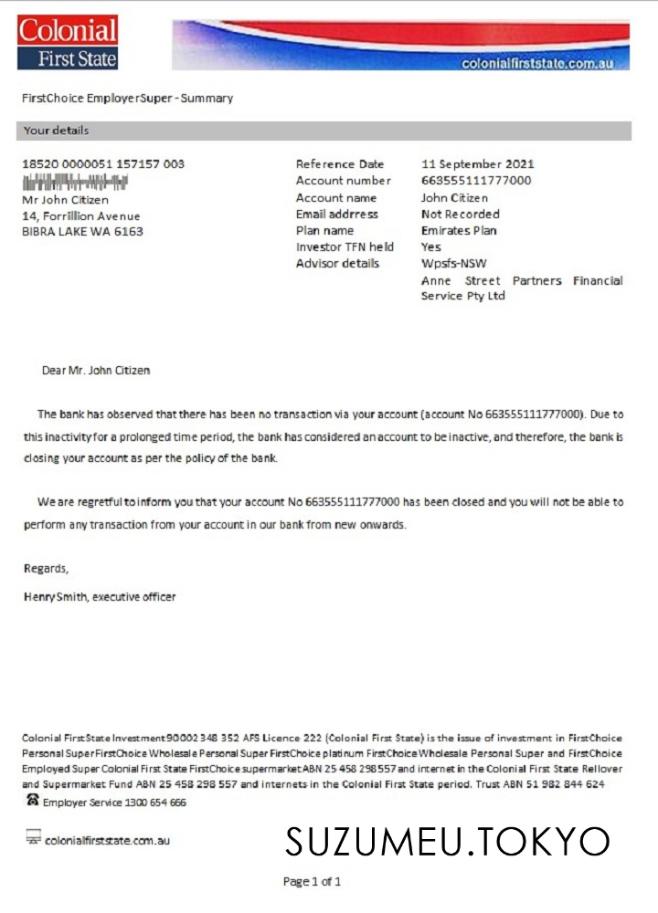 Colonial
First State
colonialfirststate.com.au
FirstChoice EmployerSuper - Summary
Your details
18520 0000051 157157 003
Mr John Citizen
14, Forrillion Avenue
BIBRA LAKE WA 6163
Reference Date 11 September 2021
Account number 663555111777000
Account name John Citizen
Email addrress Not Recorded
Plan name Emirates Plan
Investor TFN held Yes
Advisor details Wpsfs-NSW
Anne Street Partners Financial
Service Pty Ltd
Dear Mr. John Citizen
The bank has observed that there has been no transaction via your account (account No 663555111777000). Due to
this inactivity for a prolonged time period, the bank has considered an account to be inactive, and therefore, the bank is
closing your account as per the policy of the bank.
We are regretful to inform you that your account No 663555111777000 has been closed and you will not be able to
perform any transaction from your account in our bank from new onwards.
Regards,
Henry Smith, executive officer
Colonial First State Investment 90002 348 352 AFS Licence 222 (Colonial First State) is the issue of investment in FirstChoice
Personal Super FirstChoice Wholesale Personal Super FirstChoice platinum FirstChoice Wholesale Personal Super and FirstChoice
Employed Super Colonial First State FirstChoice supermarket ABN 25 458 298 557 and internet in the Colonial First State Rellover
and Supermarket Fund ABN 25 458 298 557 and internets in the Colonial First State period. Trust ABN 51 982 844 624
Employer Service 1300 654 666
colonialfirststate.com.au
SUZUMEU.TOKYO
Page 1 of 1